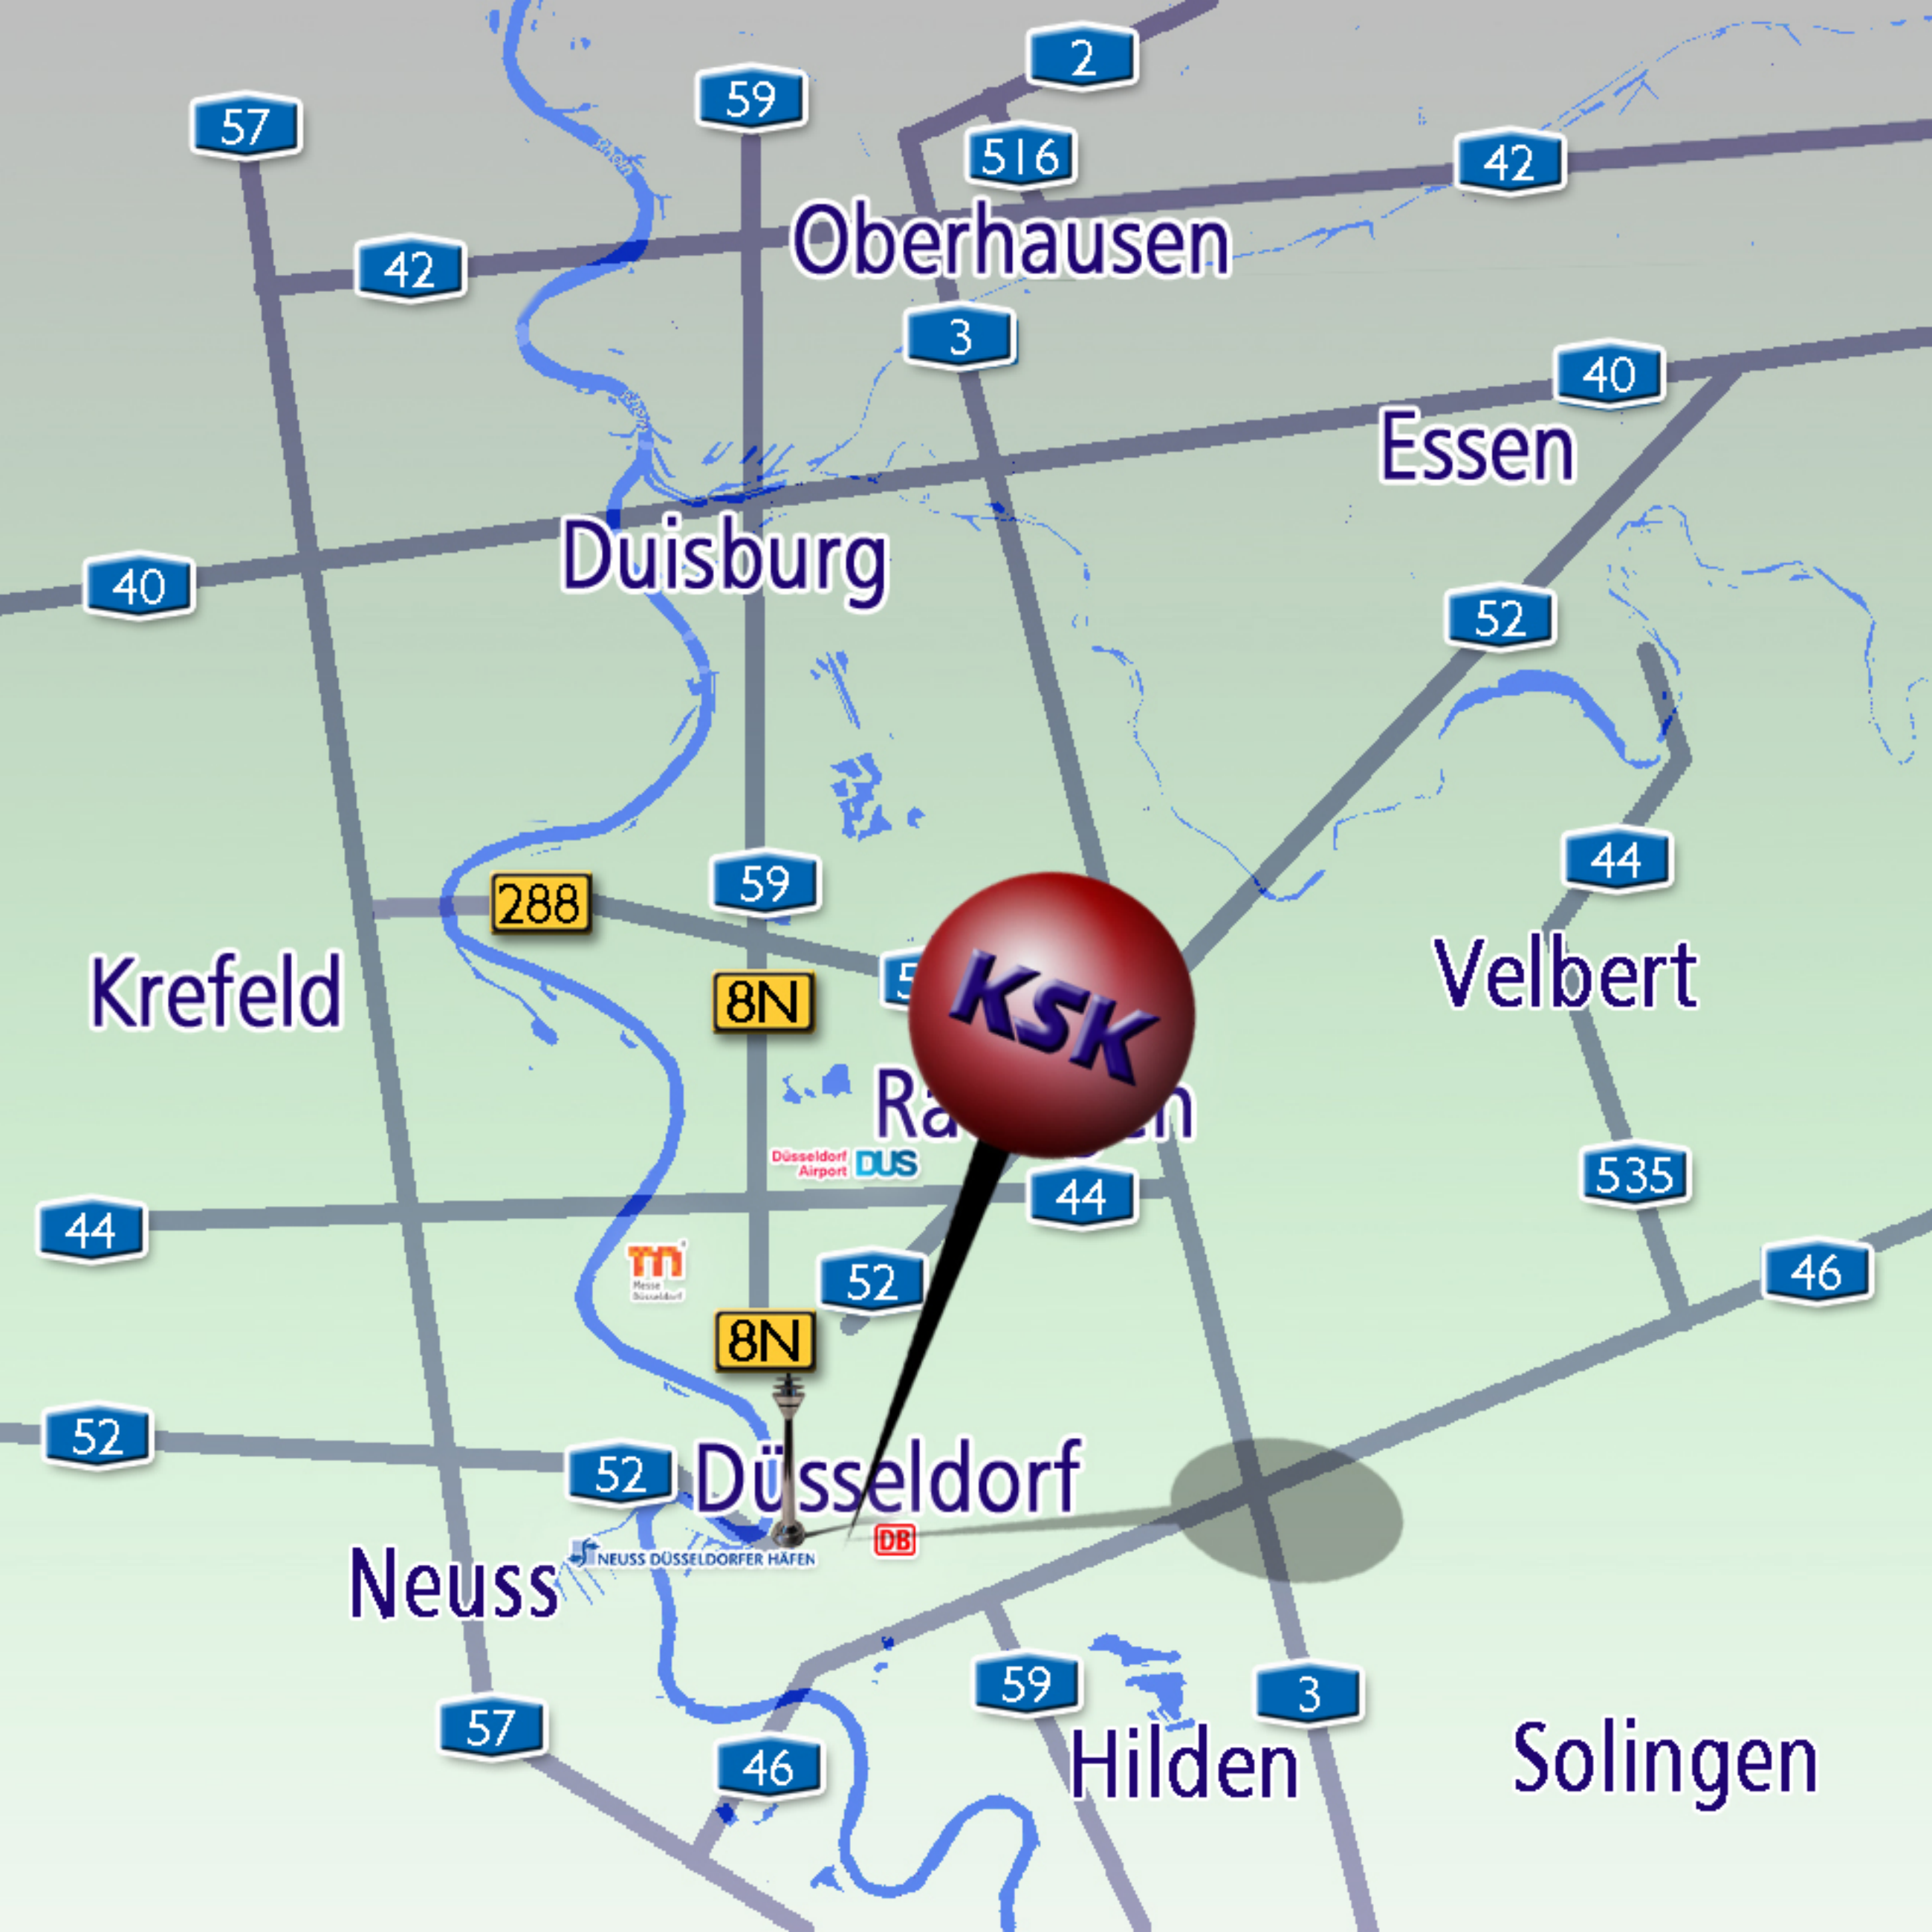 2
59
57
516
42
Oberhausen
42
3
40
Essen
Duisburg
40
52
44
59
288
Velbert
Krefeld
8N
KSK
Düsseldorf
Airport DUS
535
44
44
46
m
Messe
Düsseldorf
52
8N
52
52
Düsseldorf
DB
NEUSS DÜSSELDORFER HÄFEN
Neuss
59
3
57
46
Hilden
Solingen